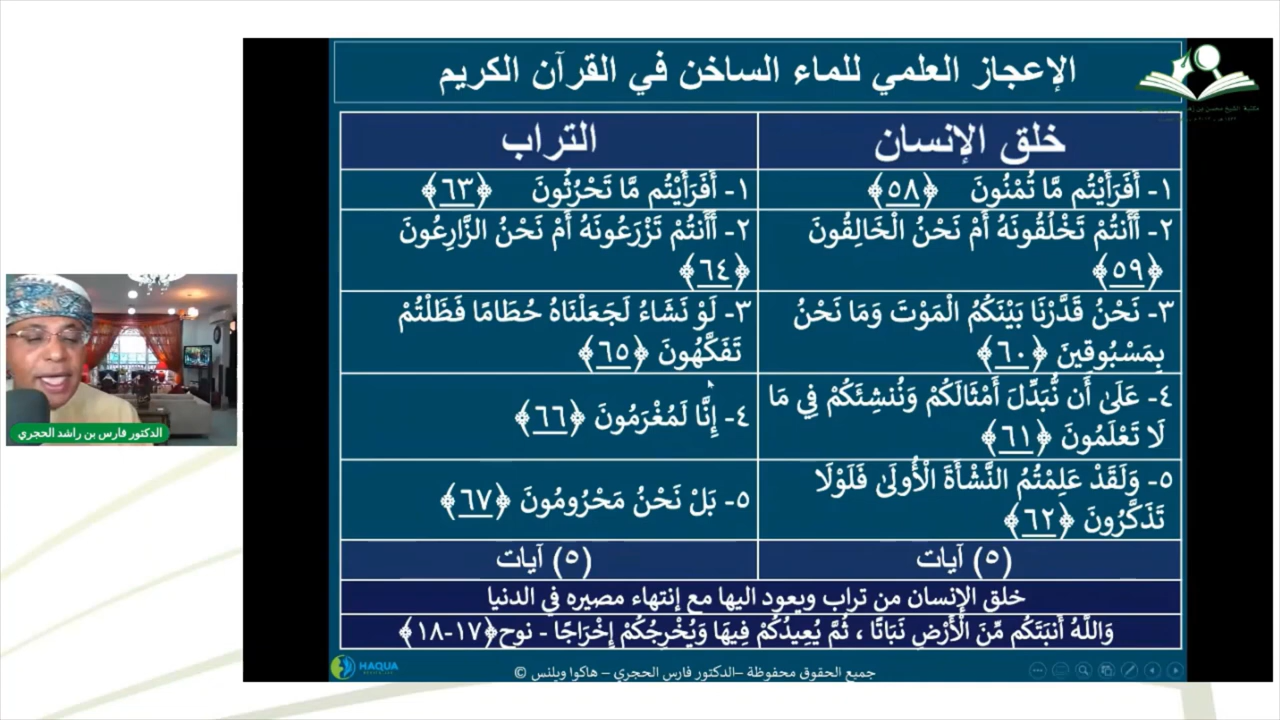 الإعجاز العلمي للماء الساخن في القرآن الكريم
خلق الإنسان
التراب
١- أَفَرَأَيْتُم مَّا تُمْنُونَ ﴿٥٨﴾
١- أَفَرَأَيْتُم مَّا تَحْرُثُونَ ﴿٦٣﴾
٢- أَأَنتُمْ تَخْلُقُونَهُ أَمْ نَحْنُ الْخَالِقُونَ
﴿٥٩﴾
٢- أَأَنتُمْ تَزْرَعُونَهُ أَمْ نَحْنُ الزَّارِعُونَ
﴿٦٤﴾
٣- نَحْنُ قَدَّرْنَا بَيْنَكُمُ الْمَوْتَ وَمَا نَحْنُ
بِمَسْبُوقِينَ ﴿٦٠﴾
٣- لَوْ نَشَاءُ لَجَعَلْنَاهُ حُطَامًا فَظَلْتُمْ
تَفَكَّهُونَ ﴿٦٥﴾
٤- عَلَىٰ أَن نُّبَدِّلَ أَمْثَالَكُمْ وَنُنشِئَكُمْ فِي مَا
لَا تَعْلَمُونَ ﴿٦١﴾
٤- إِنَّا لَمُغْرَمُونَ ﴿٦٦﴾
٥- وَلَقَدْ عَلِمْتُمُ النَّشْأَةَ الْأُولَىٰ فَلَوْلَا
تَذَكَّرُونَ ﴿٦٢﴾
٥- بَلْ نَحْنُ مَحْرُومُونَ ﴿٦٧﴾
(٥) آيات
(٥) آيات
خلق الإنسان من تراب ويعود اليها مع إنتهاء مصيره في الدنيا
وَاللَّهُ أَنبَتَكُم مِّنَ الْأَرْضِ نَبَاتًا ، ثُمَّ يُعِيدُكُمْ فِيهَا وَيُخْرِجُكُمْ إِخْرَاجًا - نوح﴿١٧-١٨﴾
جميع الحقوق محفوظة –الدكتور فارس الحجري – هاكوا ويلنس ©
HAQUA
الدكتور فارس بن راشد الحجري
مكتبة الشيخ محسن بن